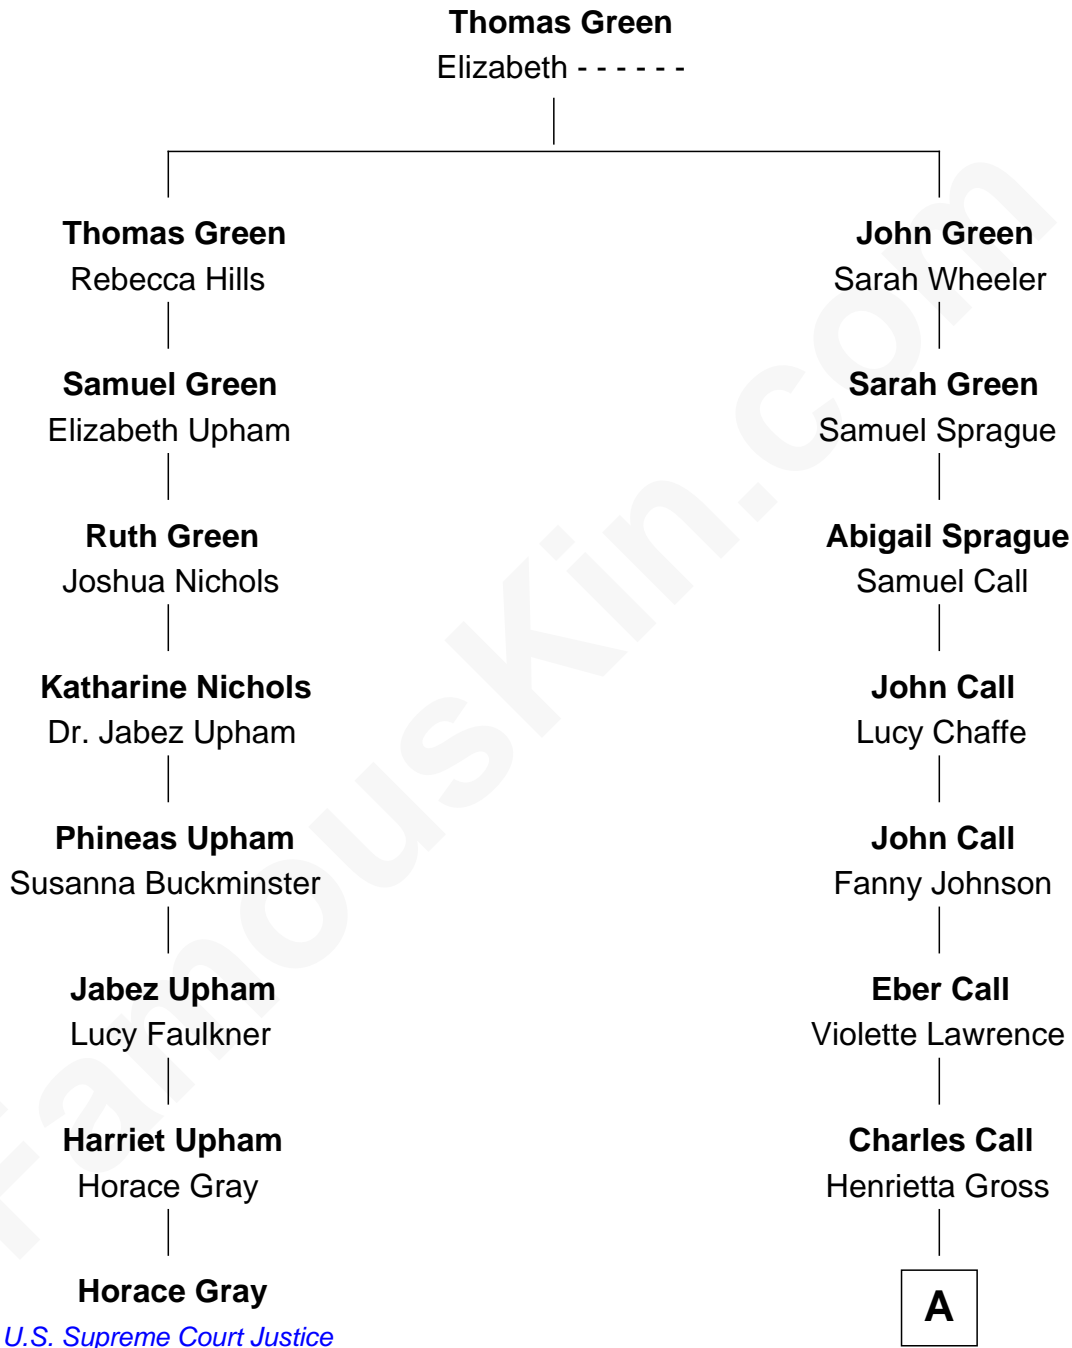 Thomas Green
Elizabeth - - - - - -
Thomas Green
Rebecca Hills
John Green
Sarah Wheeler
Samuel Green
Elizabeth Upham
Sarah Green
Samuel Sprague
Ruth Green
Joshua Nichols
Abigail Sprague
Samuel Call
Katharine Nichols
Dr. Jabez Upham
John Call
Lucy Chaffe
Phineas Upham
Susanna Buckminster
John Call
Fanny Johnson
Jabez Upham
Lucy Faulkner
Eber Call
Violette Lawrence
Harriet Upham
Horace Gray
Charles Call
Henrietta Gross
Horace Gray
U.S. Supreme Court Justice
A
FamousKin.com